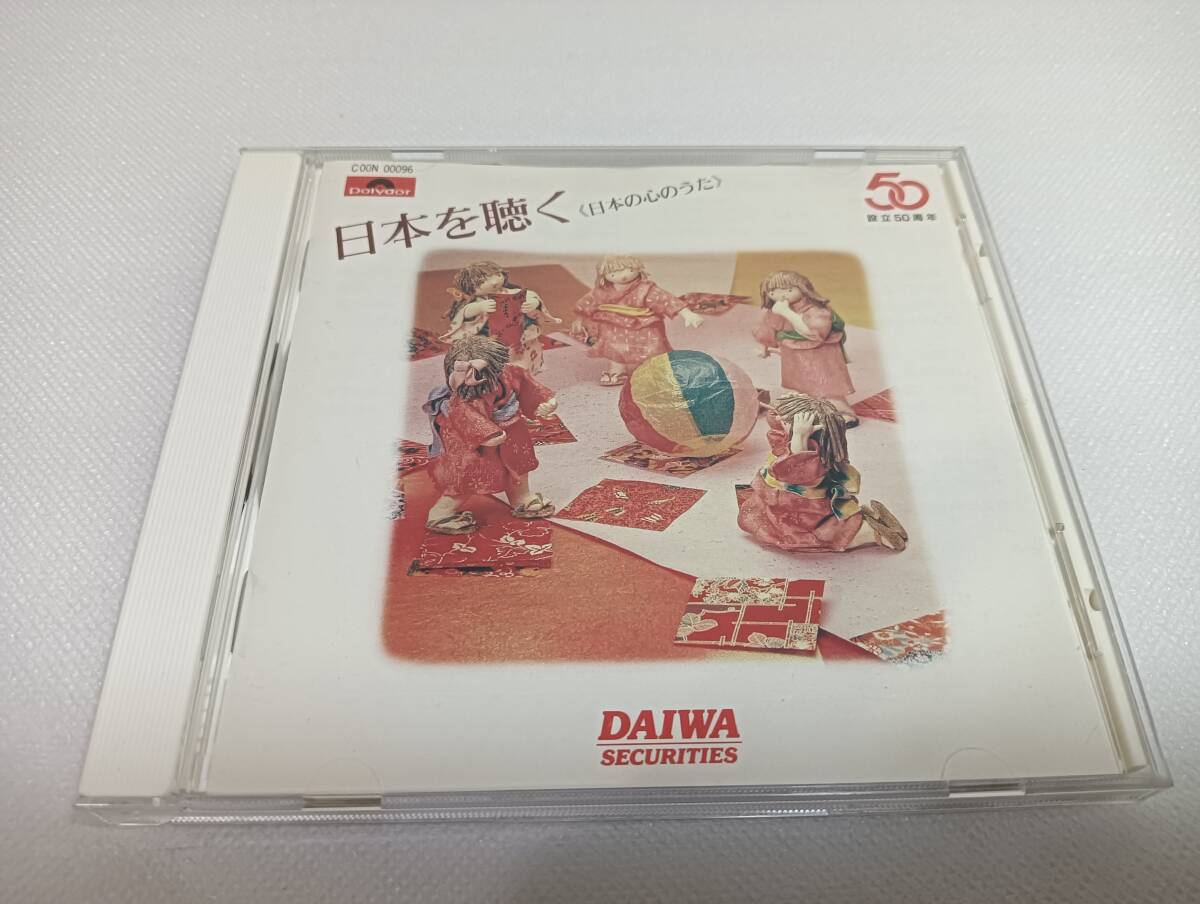 COON 00096
Polydor
日本を聴く
《日本の心のうた》
50
設立50周年
DAIWA
SECURITIES